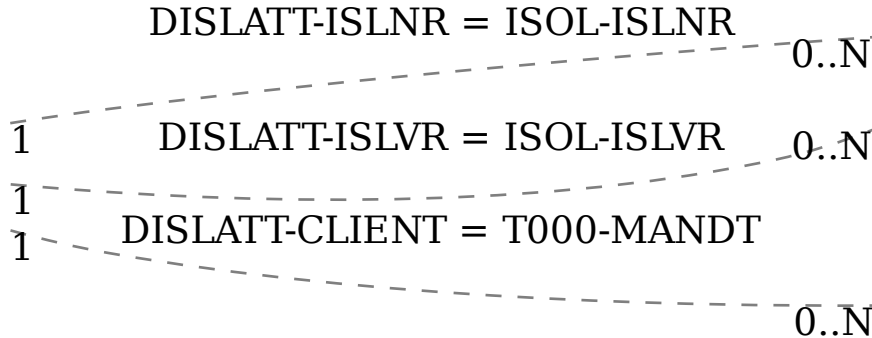 DISLATT-ISLNR = ISOL-ISLNR
0..N
1
DISLATT-ISLVR = ISOL-ISLVR
0..N
1
DISLATT-CLIENT = T000-MANDT
1
0..N